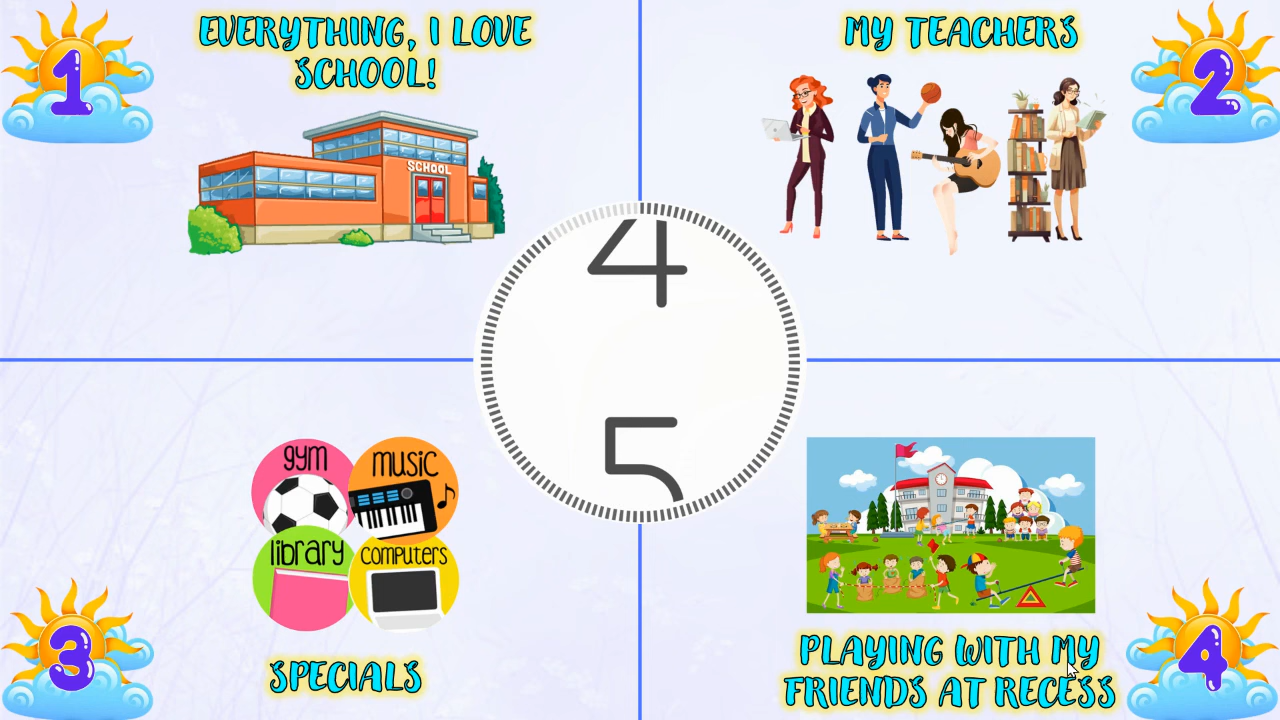 1
EVERYTHING, I LOVE
SCHOOL!
SCHOOL
MY TEACHERS
2
4
5
gym
music
library
computers
3
SPECIALS
PLAYING WITH MY
FRIENDS AT RECESS
4